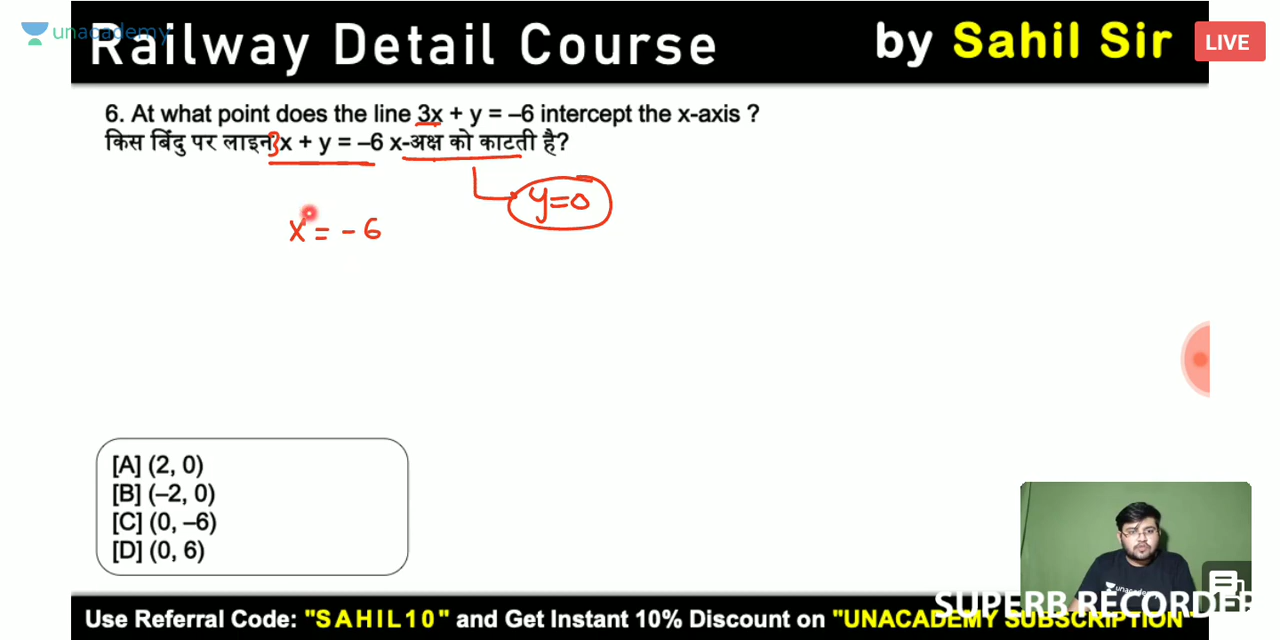 unacademy
Railway Detail Course by Sahil Sir LIVE
6. At what point does the line 3x + y = –6 intercept the x-axis ?
किस बिंदु पर लाइन 3x + y = –6 x-अक्ष को काटती है?
y=0
x = - 6
[A] (2, 0)
[B] (–2, 0)
[C] (0, –6)
[D] (0, 6)
unacademy
SUPERB RECORDER
Use Referral Code: "SAHIL10" and Get Instant 10% Discount on "UNACADEMY SUBSCRIPTION"